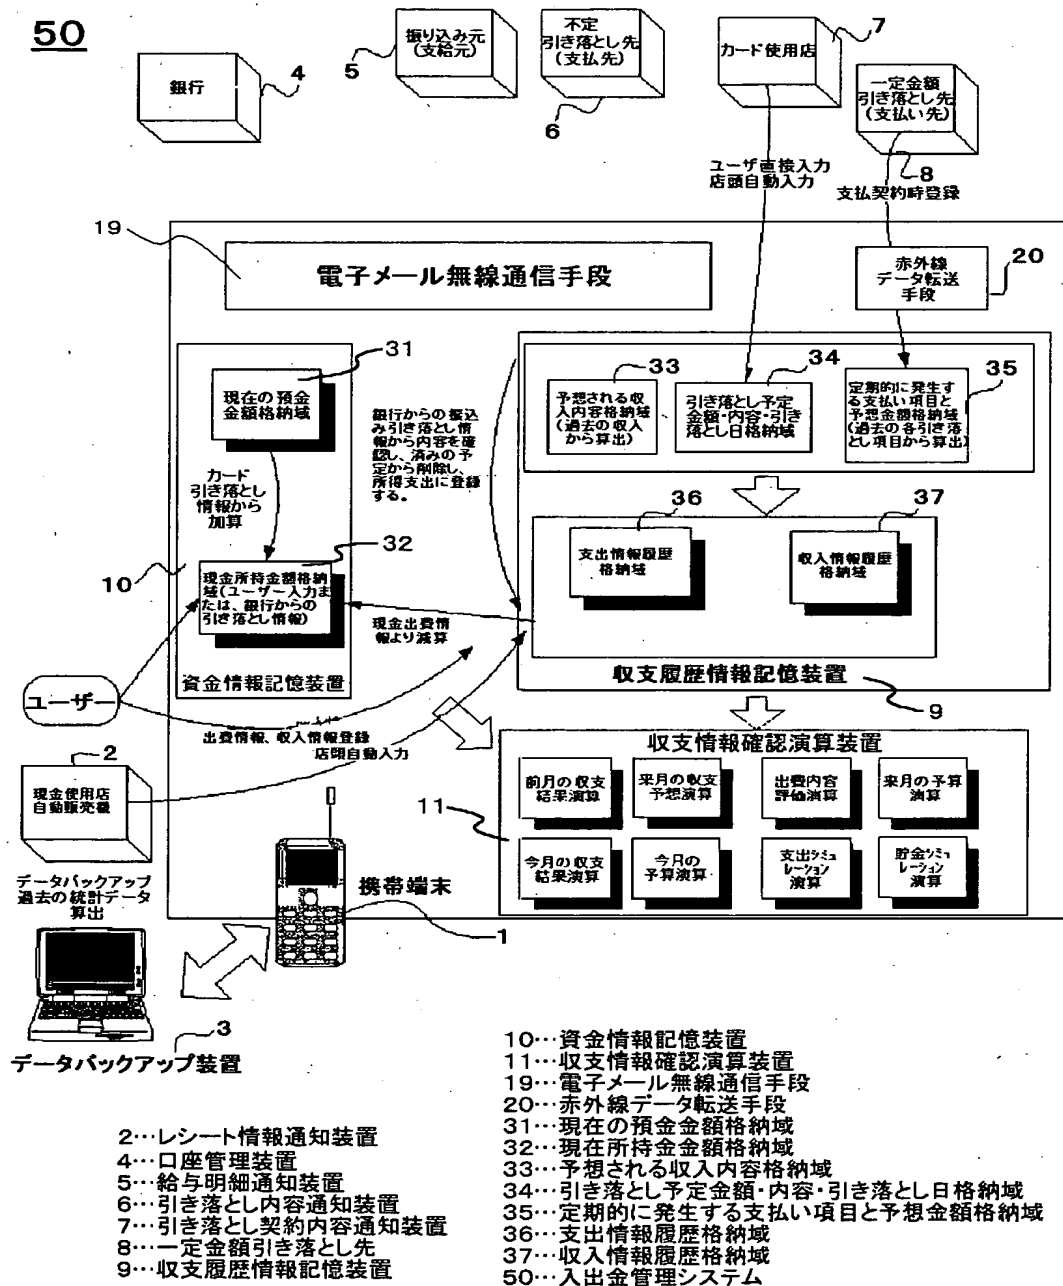 50
銀行
4
振り込み元
(支給元)
5
不定
引き落とし先
(支払先)
6
カード使用店
7
一定金額
引き落とし先
(支払い先)
8
ユーザ直接入力
店頭自動入力
支払契約時登録
19
電子メール無線通信手段
赤外線
データ転送
手段
20
31
現在の預金
金額格納域
カード
引き落とし
情報から
加算
32
10
現金所持金額格納
域(ユーザー入力ま
たは、銀行からの
引き落とし情報)
資金情報記憶装置
銀行からの振込
み引き落とし情
報から内容を確
認し、済みの予
定から削除し、
所得支出に登録
する。
33
予想される収
入内容格納域
(過去の収入
から算出)
34
引き落とし予定
金額・内容・引き
落とし日格納域
35
定期的に発生す
る支払い項目と
予想金額格納域
(過去の各引き落
とし項目から算出)
36
支出情報履歴
格納域
37
収入情報履歴
格納域
現金出費情
報より減算
収支履歴情報記憶装置
9
ユーザー
出費情報、収入情報登録
店頭自動入力
2
現金使用店
自動販売機
収支情報確認演算装置
11
前月の収支
結果演算
来月の収支
予想演算
出費内容
評価演算
来月の予算
演算
今月の収支
結果演算
今月の
予算演算
支出シミュ
レーション
演算
貯金シミュ
レーション
演算
データバックアップ
過去の統計データ
算出
携帯端末
1
3
データバックアップ装置
2…レシート情報通知装置
4…口座管理装置
5…給与明細通知装置
6…引き落とし内容通知装置
7…引き落とし契約内容通知装置
8…一定金額引き落とし先
9…収支履歴情報記憶装置
10…資金情報記憶装置
11…収支情報確認演算装置
19…電子メール無線通信手段
20…赤外線データ転送手段
31…現在の預金金額格納域
32…現在所持金金額格納域
33…予想される収入内容格納域
34…引き落とし予定金額・内容・引き落とし日格納域
35…定期的に発生する支払い項目と予想金額格納域
36…支出情報履歴格納域
37…収入情報履歴格納域
50…入出金管理システム